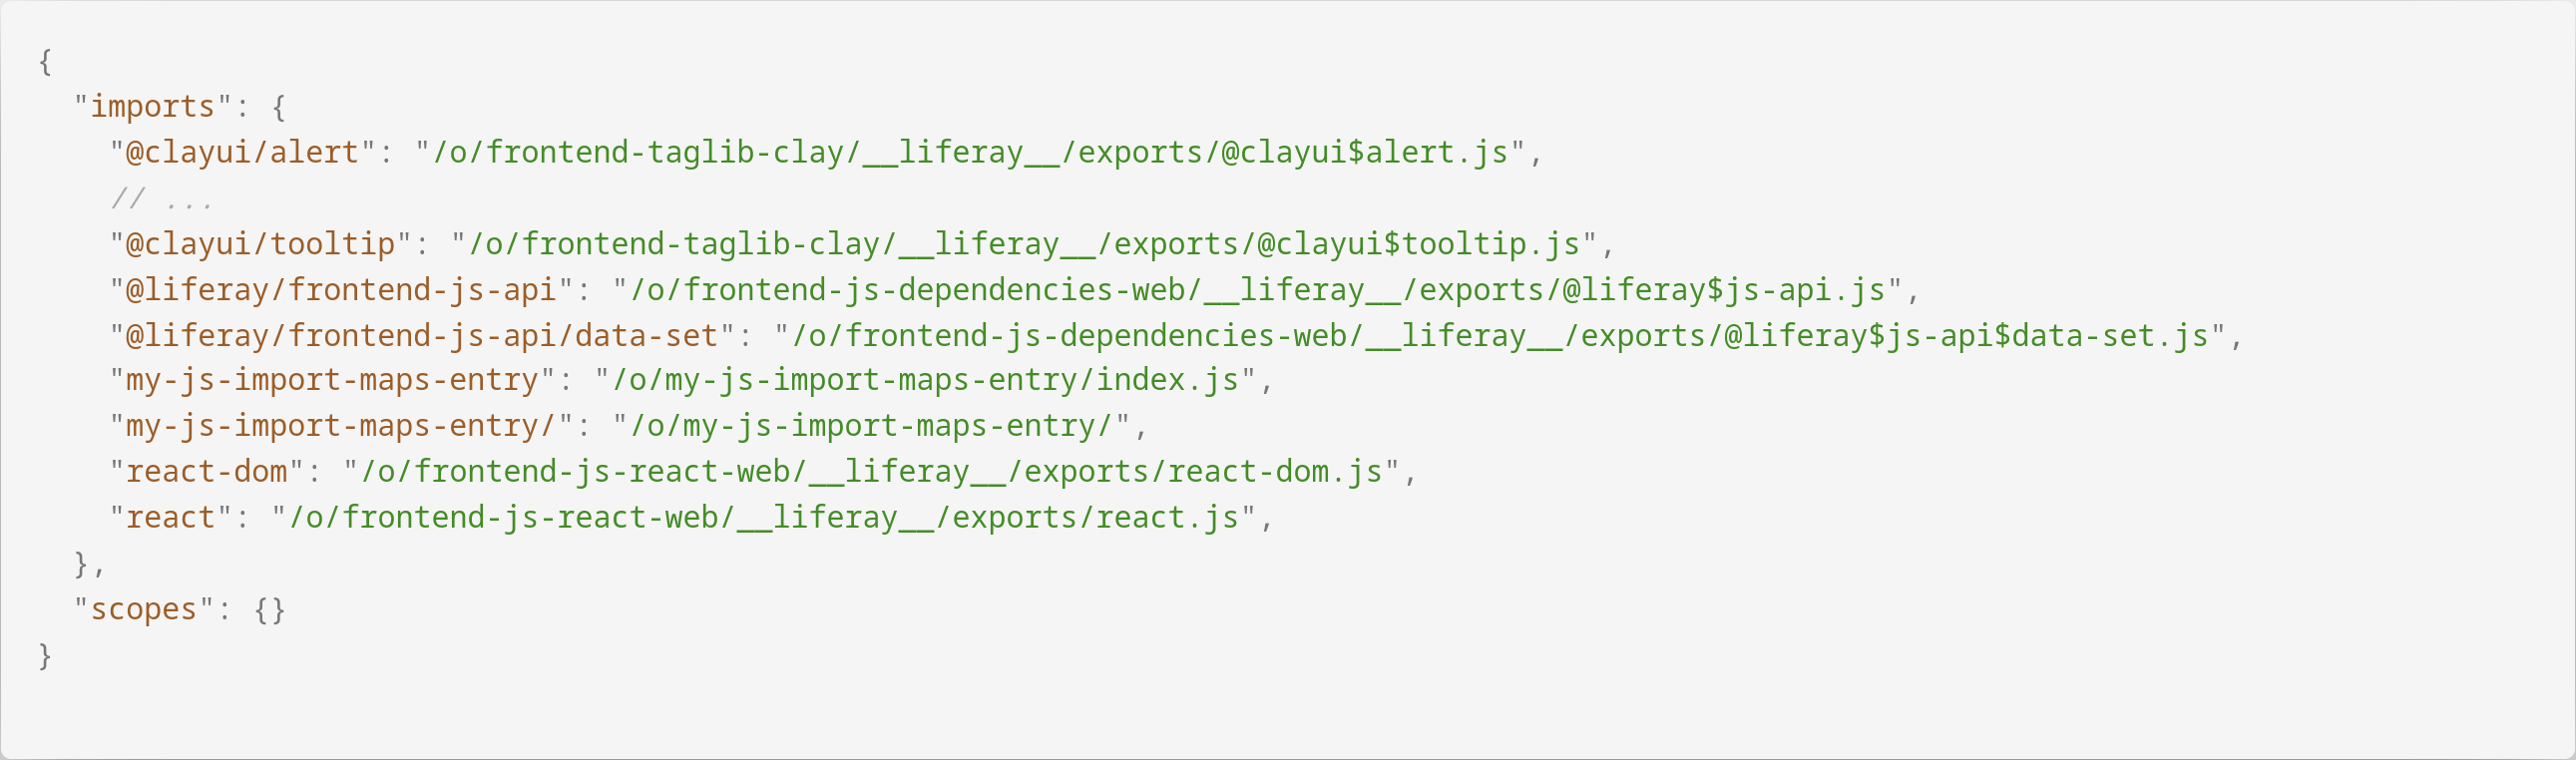 {
  "imports": {
    "@clayui/alert": "/o/frontend-taglib-clay/__liferay__/exports/@clayui$alert.js",
    // ...
    "@clayui/tooltip": "/o/frontend-taglib-clay/__liferay__/exports/@clayui$tooltip.js",
    "@liferay/frontend-js-api": "/o/frontend-js-dependencies-web/__liferay__/exports/@liferay$js-api.js",
    "@liferay/frontend-js-api/data-set": "/o/frontend-js-dependencies-web/__liferay__/exports/@liferay$js-api$data-set.js",
    "my-js-import-maps-entry": "/o/my-js-import-maps-entry/index.js",
    "my-js-import-maps-entry/": "/o/my-js-import-maps-entry/",
    "react-dom": "/o/frontend-js-react-web/__liferay__/exports/react-dom.js",
    "react": "/o/frontend-js-react-web/__liferay__/exports/react.js",
  },
  "scopes": {}
}